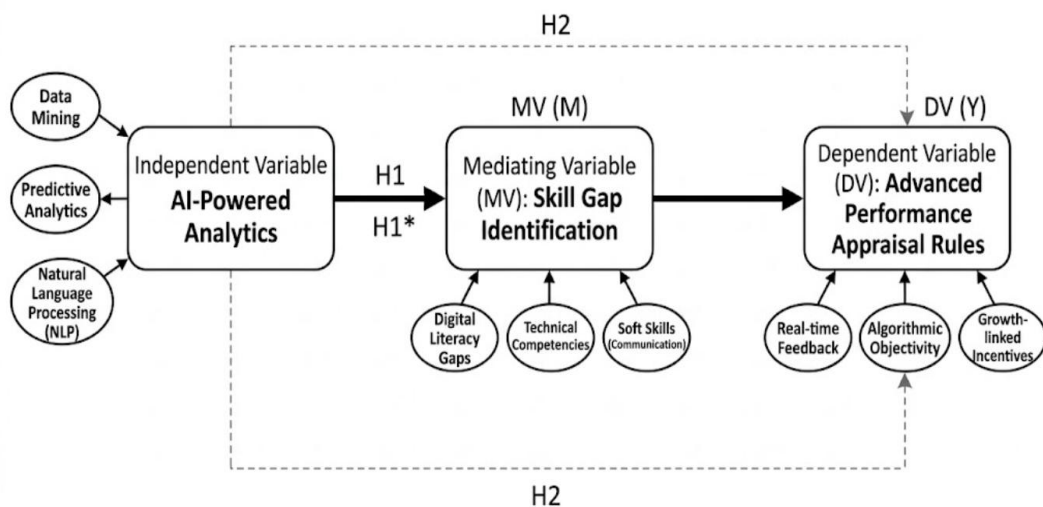 H2
Data
Mining
Predictive
Analytics
Natural
Language
Processing
(NLP)
Independent Variable
AI-Powered
Analytics
H1
H1*
MV (M)
Mediating Variable
(MV): Skill Gap
Identification
Digital
Literacy
Gaps
Technical
Competencies
Soft Skills
(Communication)
DV (Y)
Dependent Variable
(DV): Advanced
Performance
Appraisal Rules
Real-time
Feedback
Algorithmic
Objectivity
Growth-
linked
Incentives
H2